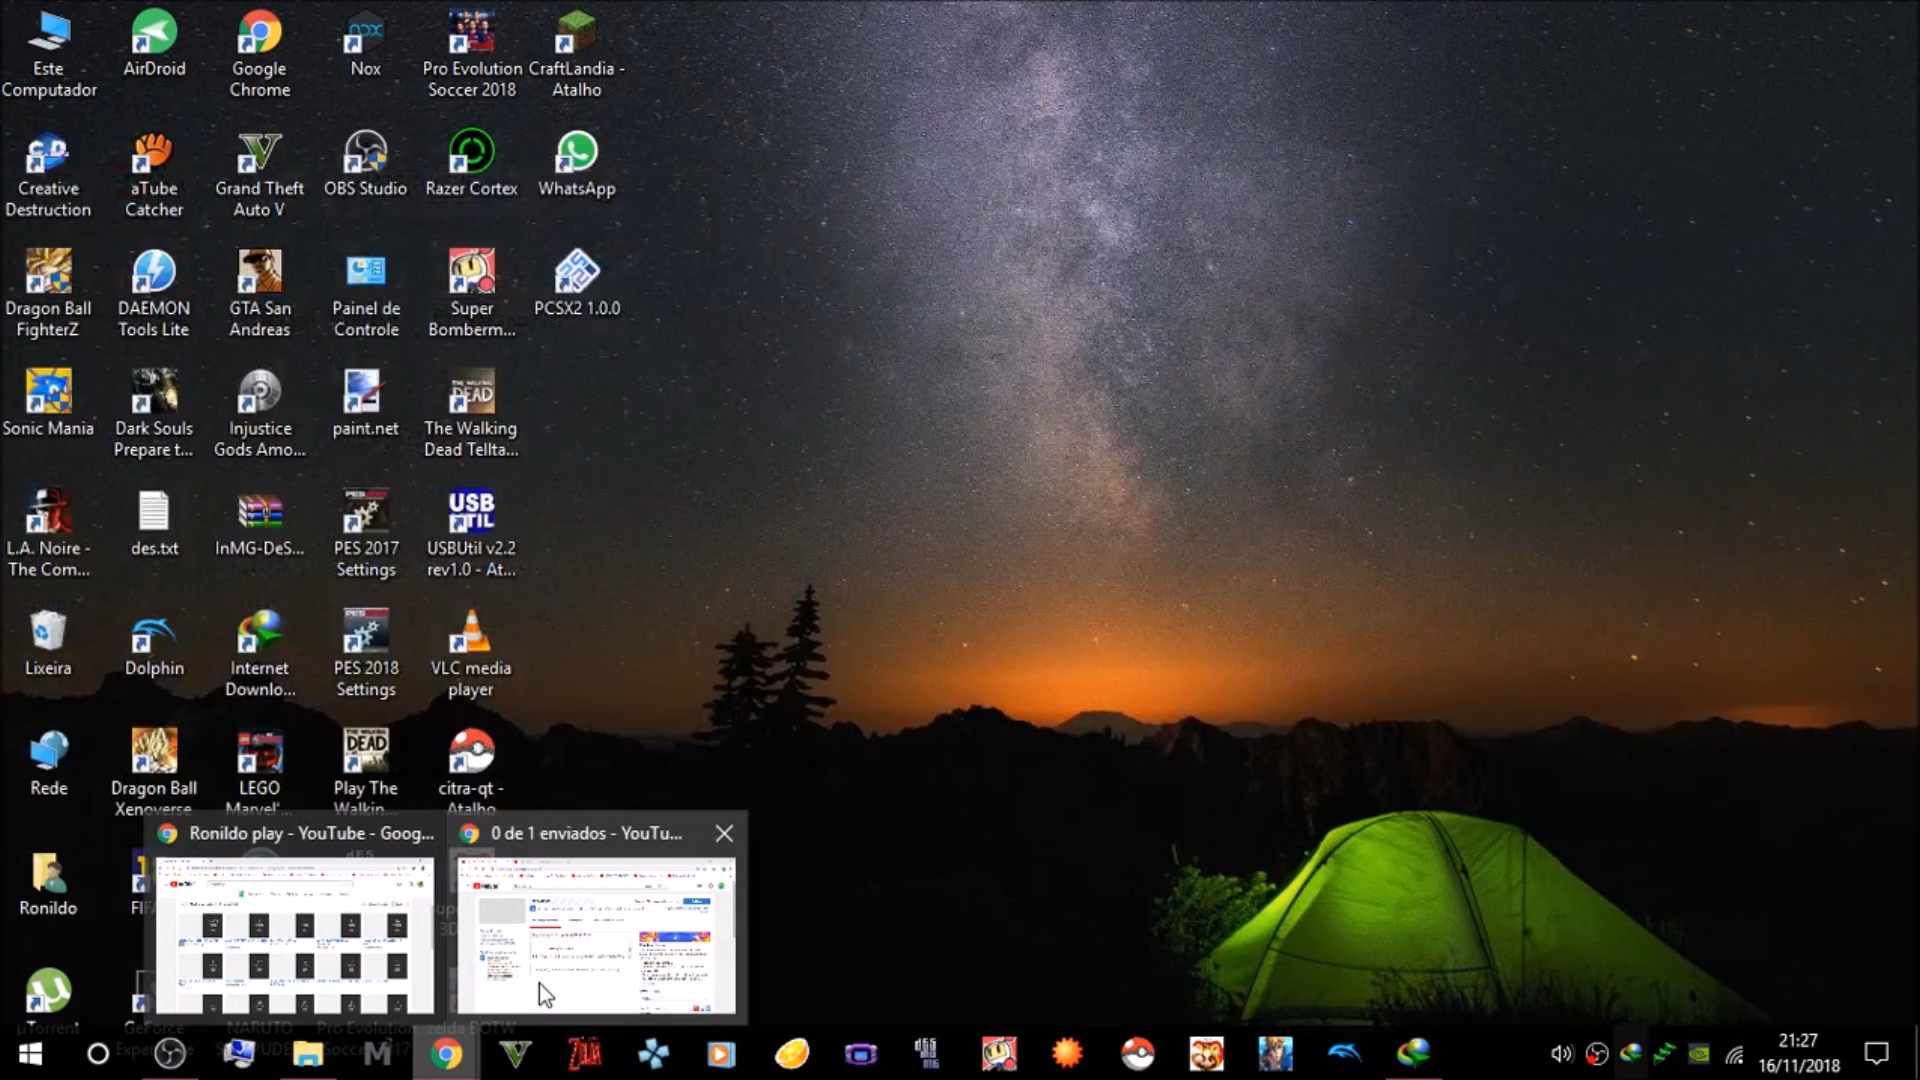 Este
Computador
AirDroid
Google
Chrome
Nox
Pro Evolution
Soccer 2018
CraftLandia -
Atalho
Creative
Destruction
aTube
Catcher
Grand Theft
Auto V
OBS Studio
Razer Cortex
WhatsApp
Dragon Ball
FighterZ
DAEMON
Tools Lite
GTA San
Andreas
Painel de
Controle
Super
Bomberm...
PCSX2 1.0.0
Sonic Mania
Dark Souls
Prepare t...
Injustice
Gods Amo...
paint.net
The Walking
Dead Tellta...
L.A. Noire -
The Com...
des.txt
InMG-DeS...
PES 2017
Settings
USBUtil v2.2
rev1.0 - At...
Lixeira
Dolphin
Internet
Downlo...
PES 2018
Settings
VLC media
player
Rede
Dragon Ball
Xenoverse
LEGO
Marvel'
Play The
Walkin
citra-qt -
Atalho
Ronildo play - YouTube - Goog...
0 de 1 enviados - YouTu...
Ronildo
FIFA
µTorrent
GeForce
Experience
NARUTO
Pro Evolution
Soccer 2017
zelda BOTW
21:27
16/11/2018